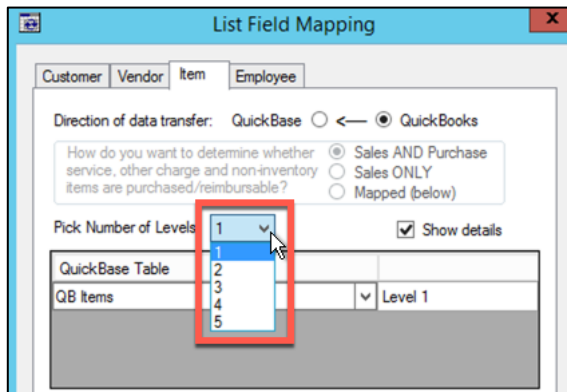 List Field Mapping
x
Customer Vendor Item Employee
Direction of data transfer: QuickBase <— QuickBooks
How do you want to determine whether
service, other charge and non-inventory
items are purchased/reimbursable?
Sales AND Purchase
Sales ONLY
Mapped (below)
Pick Number of Levels 1 Show details
1
2
3
4
5
QuickBase Table
QB Items Level 1